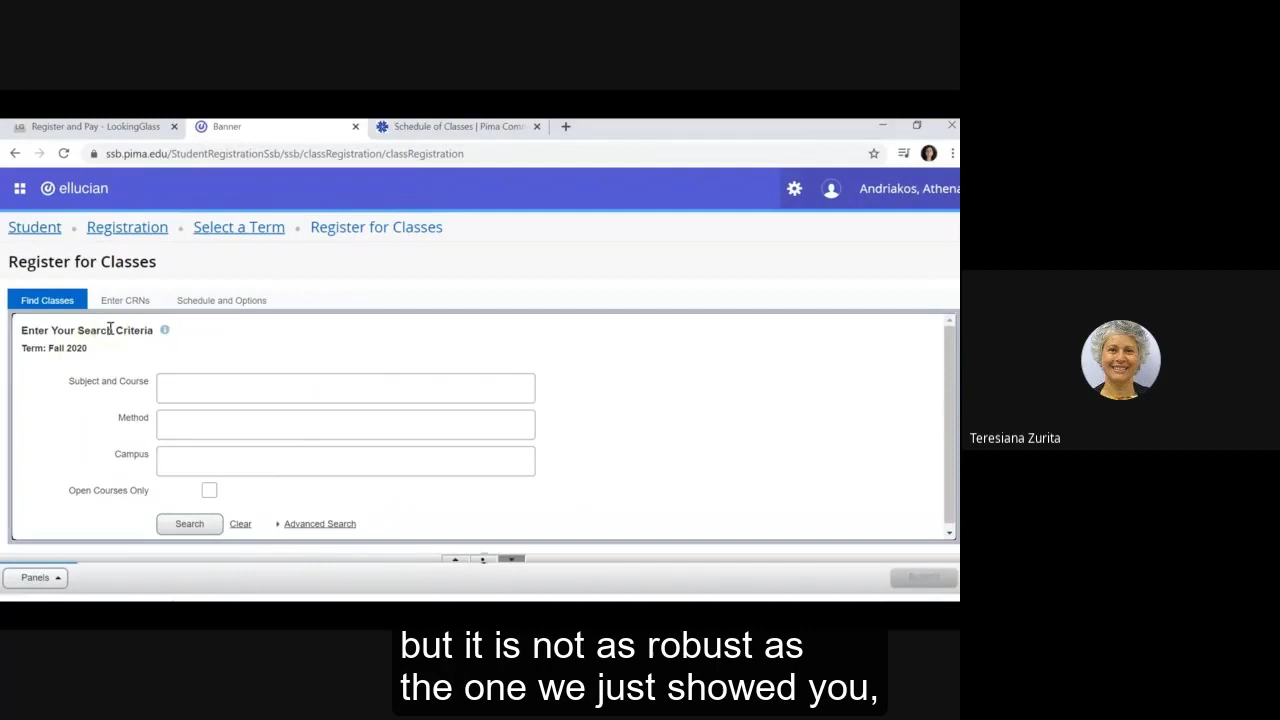 LG Register and Pay - LookingGlass
Banner
Schedule of Classes | Pima Com
ssb.pima.edu/StudentRegistrationSsb/ssb/classRegistration/classRegistration
ellucian
Andriakos, Athena
Student • Registration • Select a Term • Register for Classes
Register for Classes
Find Classes
Enter CRNs
Schedule and Options
Enter Your Search Criteria
Term: Fall 2020
Subject and Course
Method
Campus
Open Courses Only
Search
Clear
Advanced Search
Panels
Submit
Teresiana Zurita
but it is not as robust as
the one we just showed you,